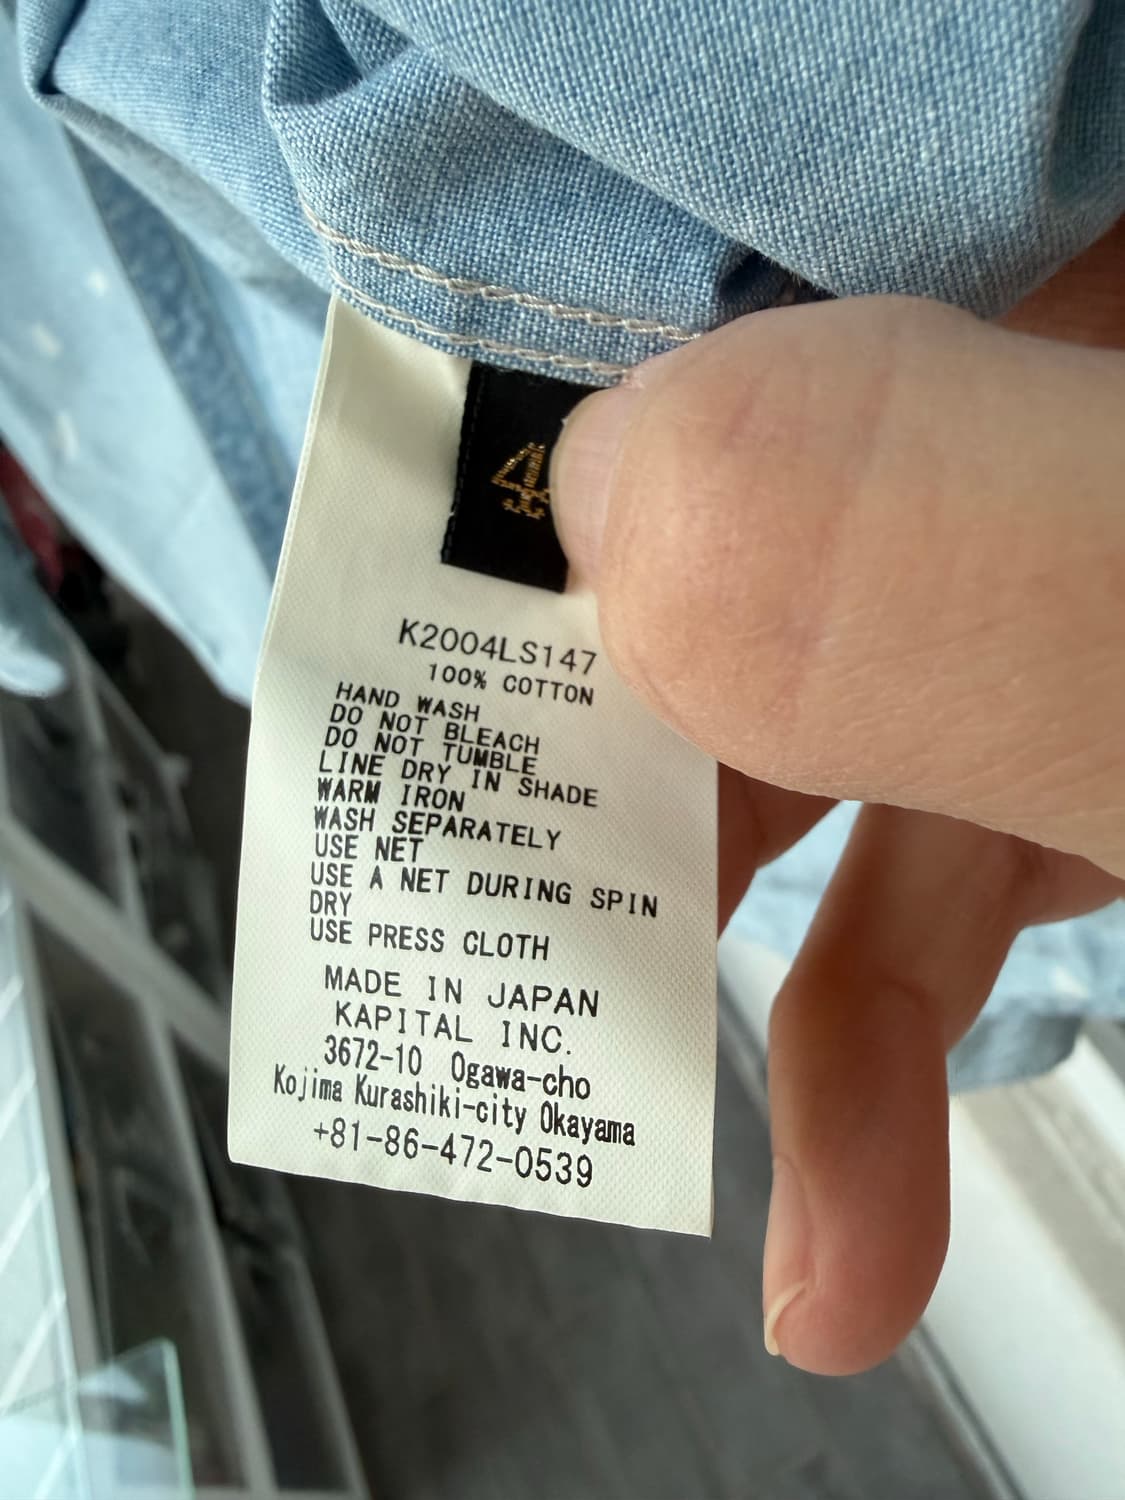 4
K2004LS147
100% COTTON
HAND WASH
DO NOT BLEACH
DO NOT TUMBLE
LINE DRY IN SHADE
WARM IRON
WASH SEPARATELY
USE NET
USE A NET DURING SPIN
DRY
USE PRESS CLOTH
MADE IN JAPAN
KAPITAL INC.
3672-10 Ogawa-cho
Kojima Kurashiki-city Okayama
+81-86-472-0539